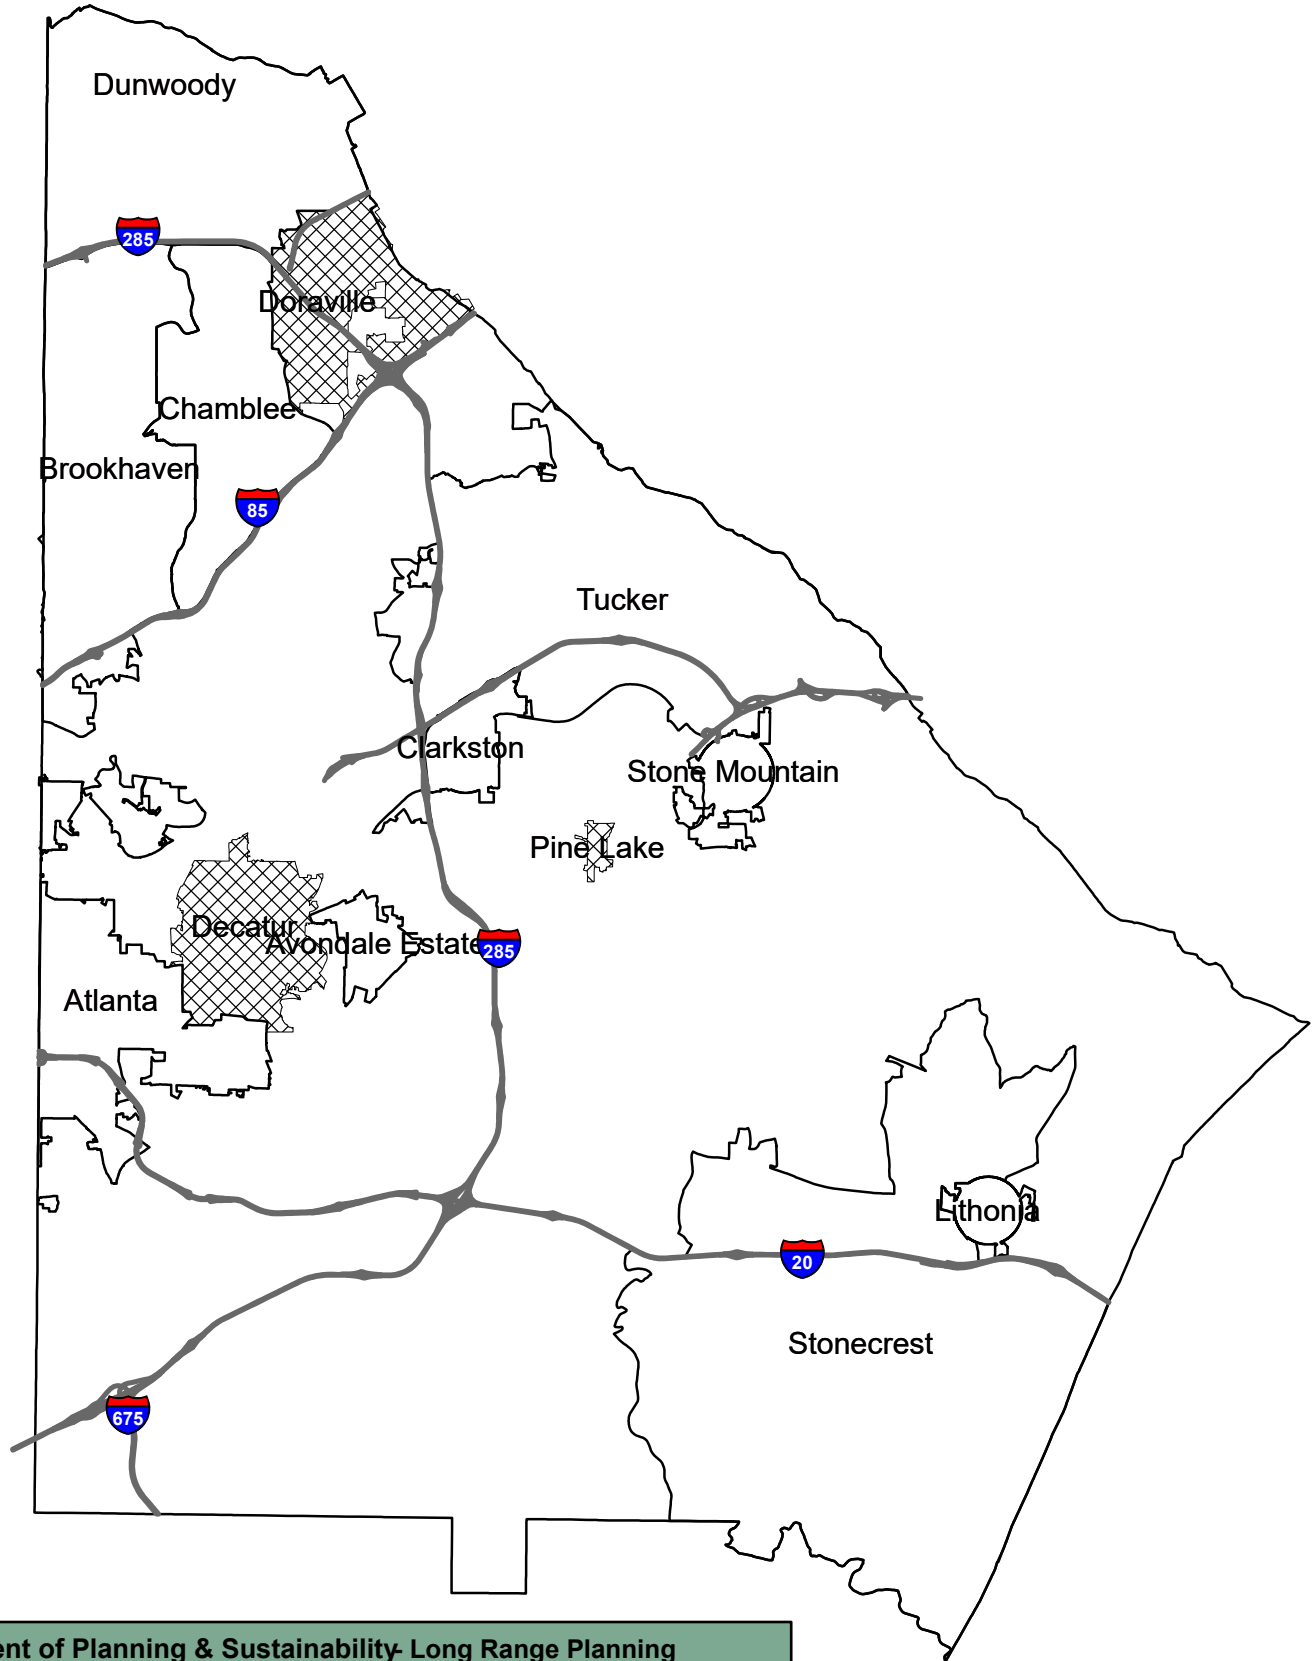 Dunwoody
285
Doraville
Chamblee
Brookhaven
85
Tucker
Clarkston
Stone Mountain
Pine Lake
Decatur
Avondale Estate
285
Atlanta
Lithonia
20
Stonecrest
675
ent of Planning & Sustainability- Long Range Planning